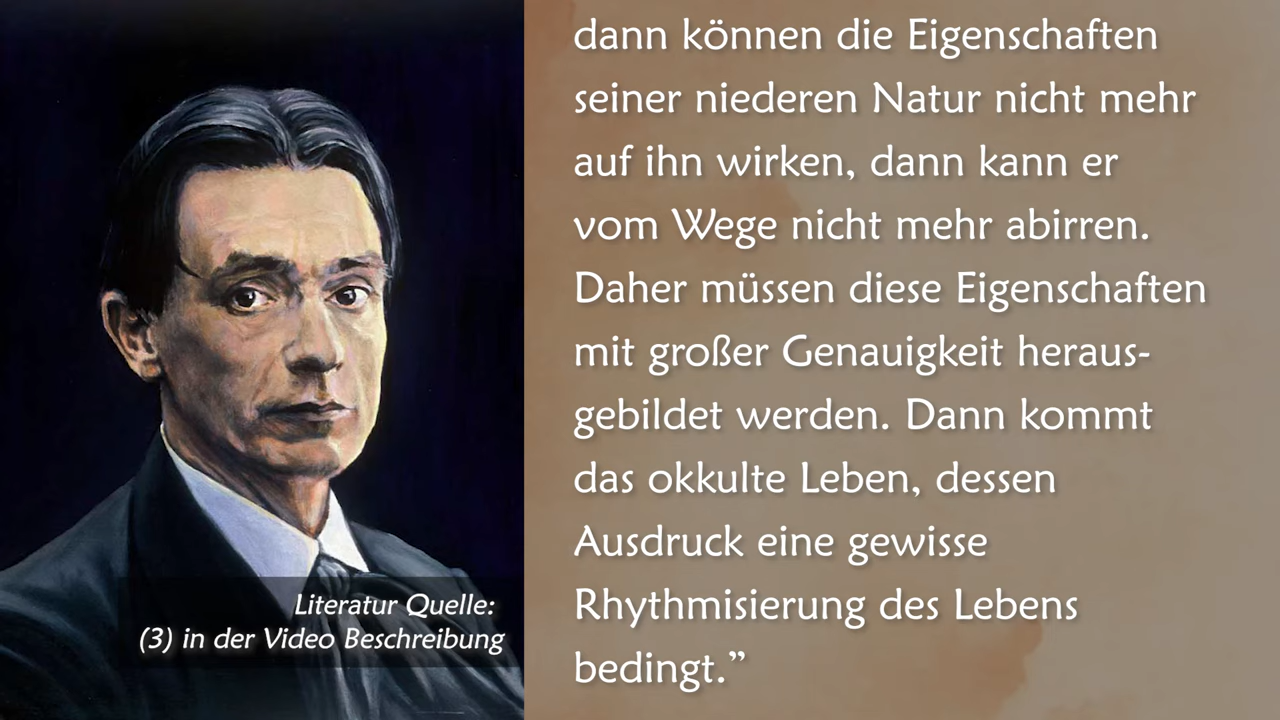 dann können die Eigenschaften
seiner niederen Natur nicht mehr
auf ihn wirken, dann kann er
vom Wege nicht mehr abirren.
Daher müssen diese Eigenschaften
mit großer Genauigkeit heraus-
gebildet werden. Dann kommt
das okkulte Leben, dessen
Ausdruck eine gewisse
Rhythmisierung des Lebens
bedingt.”
Literatur Quelle:
(3) in der Video Beschreibung